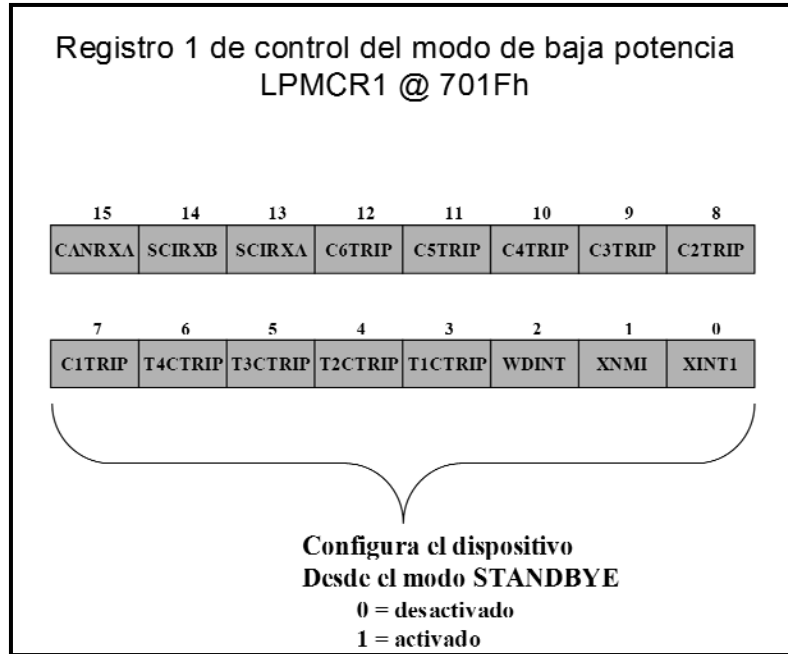 Registro 1 de control del modo de baja potencia
LPMCR1 @ 701Fh
15 14 13 12 11 10 9 8
CANRXA SCIRXB SCIRXA C6TRIP C5TRIP C4TRIP C3TRIP C2TRIP
7 6 5 4 3 2 1 0
C1TRIP T4CTRIP T3CTRIP T2CTRIP T1CTRIP WDINT XNMI XINT1
Configura el dispositivo
Desde el modo STANDBYE
0 = desactivado
1 = activado